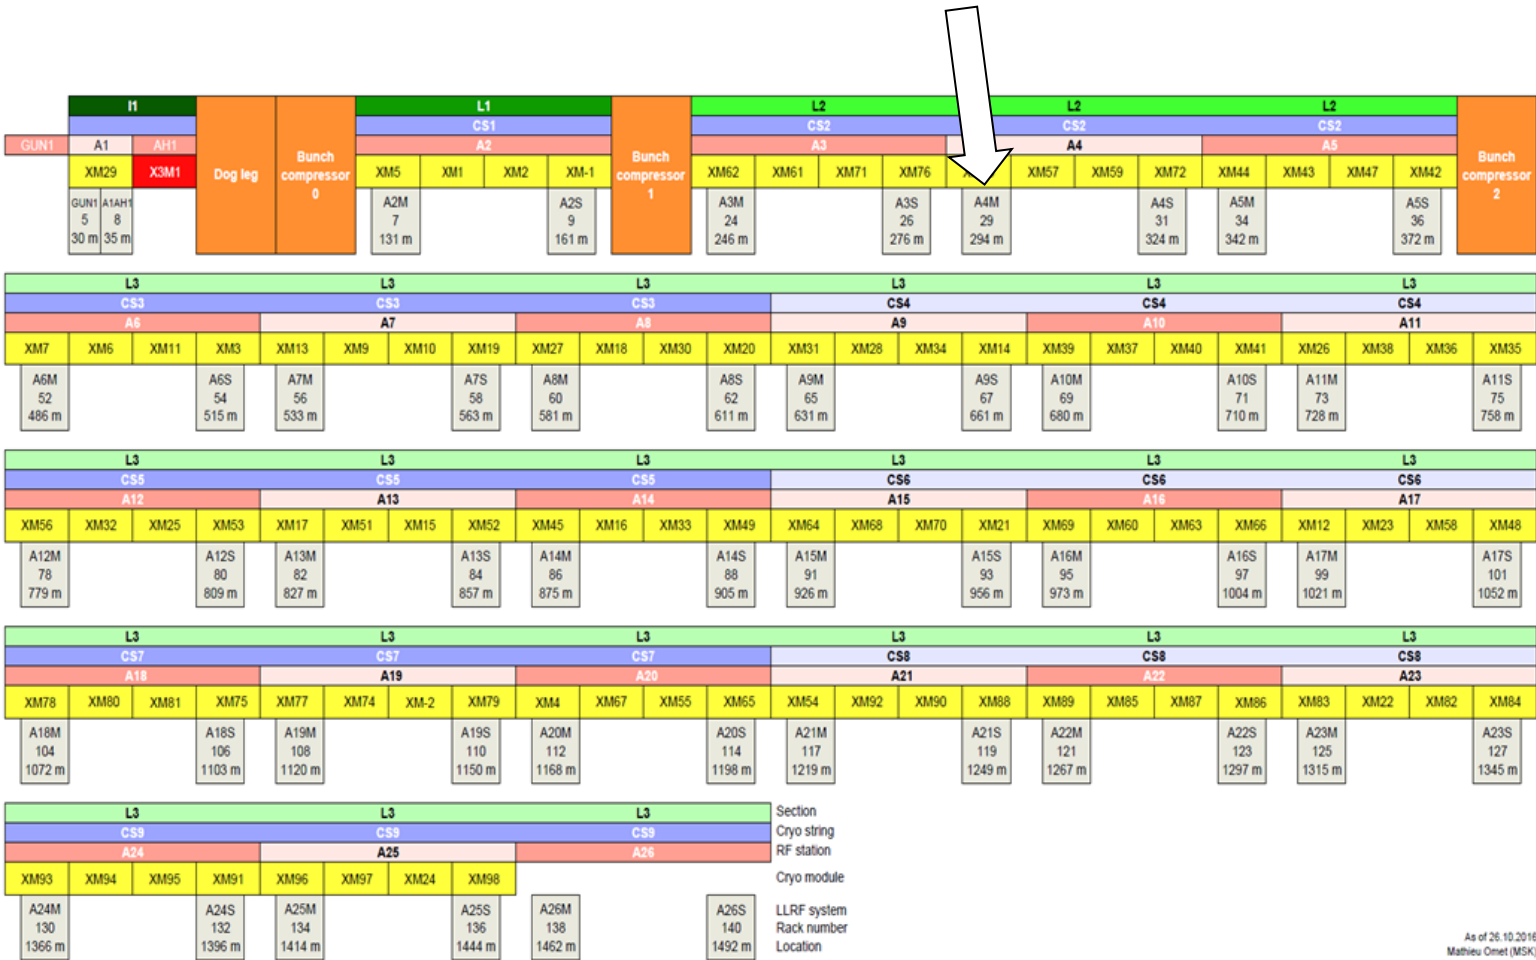 I1 L1 L2 L2 L2
CS1 CS2 CS2 CS2
GUN1 A1 AH1 A2 A3 A4 A5
Dog leg
Bunch
compressor
0
Bunch
compressor
1
Bunch
compressor
2
XM29 X3M1 XM5 XM1 XM2 XM-1 XM62 XM61 XM71 XM76 XM57 XM59 XM72 XM44 XM43 XM47 XM42
GUN1 A1AH1 A2M A2S A3M A3S A4M A4S A5M A5S
5 8 7 9 24 26 29 31 34 36
30 m 35 m 131 m 161 m 246 m 276 m 294 m 324 m 342 m 372 m
L3 L3 L3 L3 L3 L3
CS3 CS3 CS3 CS4 CS4 CS4
A6 A7 A8 A9 A10 A11
XM7 XM6 XM11 XM3 XM13 XM9 XM10 XM19 XM27 XM18 XM30 XM20 XM31 XM28 XM34 XM14 XM39 XM37 XM40 XM41 XM26 XM38 XM36 XM35
A6M A6S A7M A7S A8M A8S A9M A9S A10M A10S A11M A11S
52 54 56 58 60 62 65 67 69 71 73 75
486 m 515 m 533 m 563 m 581 m 611 m 631 m 661 m 680 m 710 m 728 m 758 m
L3 L3 L3 L3 L3 L3
CS5 CS5 CS5 CS6 CS6 CS6
A12 A13 A14 A15 A16 A17
XM56 XM32 XM25 XM53 XM17 XM51 XM15 XM52 XM45 XM16 XM33 XM49 XM64 XM68 XM70 XM21 XM69 XM60 XM63 XM66 XM12 XM23 XM58 XM48
A12M A12S A13M A13S A14M A14S A15M A15S A16M A16S A17M A17S
78 80 82 84 86 88 91 93 95 97 99 101
779 m 809 m 827 m 857 m 875 m 905 m 926 m 956 m 973 m 1004 m 1021 m 1052 m
L3 L3 L3 L3 L3 L3
CS7 CS7 CS7 CS8 CS8 CS8
A18 A19 A20 A21 A22 A23
XM78 XM80 XM81 XM75 XM77 XM74 XM-2 XM79 XM4 XM67 XM55 XM65 XM54 XM92 XM90 XM88 XM89 XM85 XM87 XM86 XM83 XM22 XM82 XM84
A18M A18S A19M A19S A20M A20S A21M A21S A22M A22S A23M A23S
104 106 108 110 112 114 117 119 121 123 125 127
1072 m 1103 m 1120 m 1150 m 1168 m 1198 m 1219 m 1249 m 1267 m 1297 m 1315 m 1345 m
L3 L3 L3 Section
CS9 CS9 CS9 Cryo string
A24 A25 A26 RF station
XM93 XM94 XM95 XM91 XM96 XM97 XM24 XM98 Cryo module
A24M A24S A25M A25S A26M A26S LLRF system
130 132 134 136 138 140 Rack number
1366 m 1396 m 1414 m 1444 m 1462 m 1492 m Location
As of 26.10.2016
Mathieu Omet (MSK)